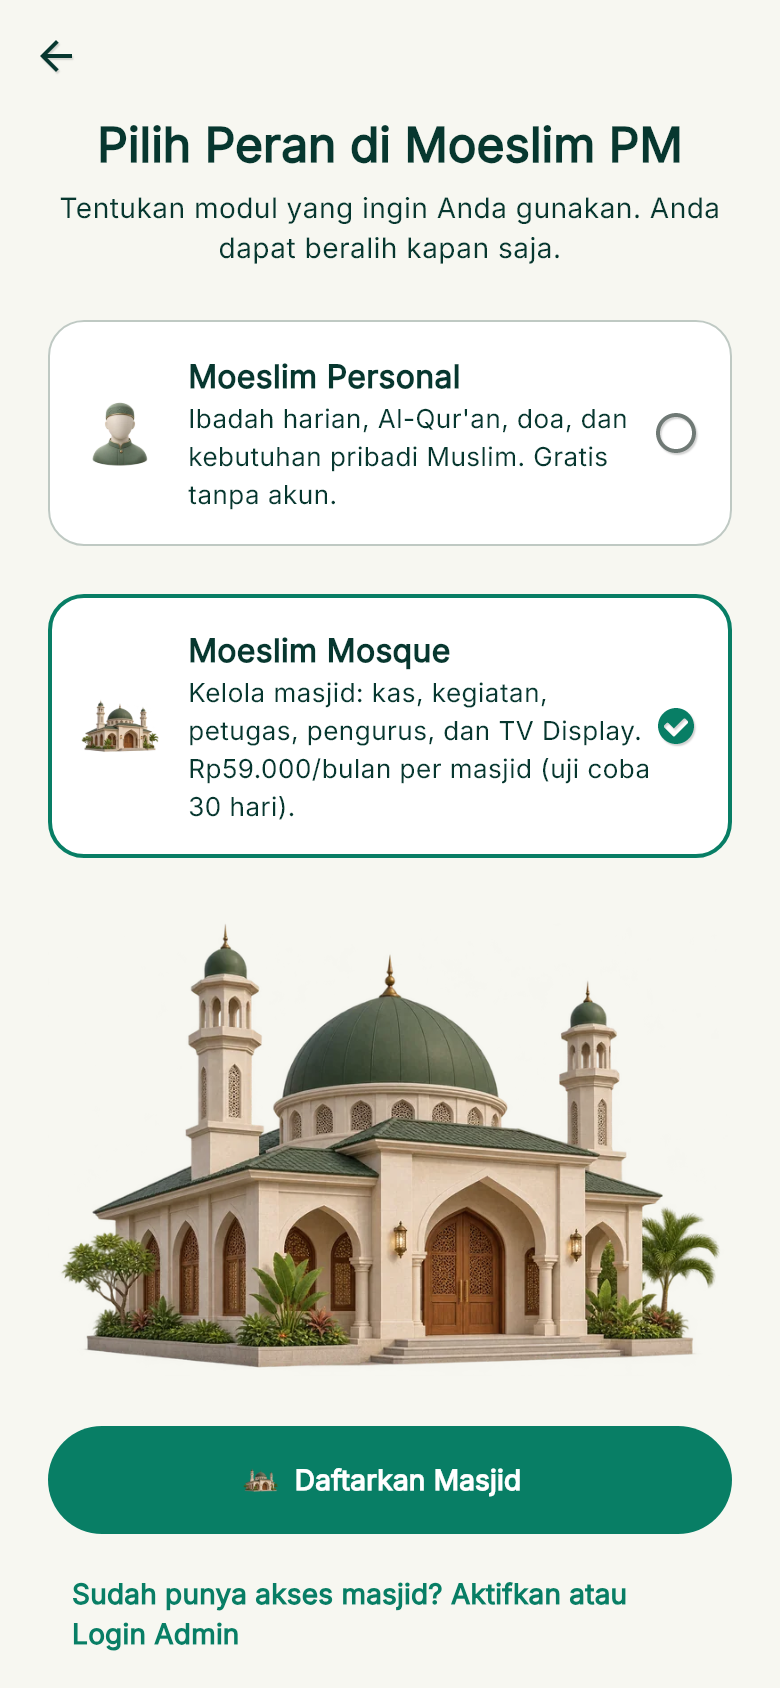 Pilih Peran di Moeslim PM
Tentukan modul yang ingin Anda gunakan. Anda
dapat beralih kapan saja.
Moeslim Personal
Ibadah harian, Al-Qur'an, doa, dan
kebutuhan pribadi Muslim. Gratis
tanpa akun.
Moeslim Mosque
Kelola masjid: kas, kegiatan,
petugas, pengurus, dan TV Display.
Rp59.000/bulan per masjid (uji coba
30 hari).
Daftarkan Masjid
Sudah punya akses masjid? Aktifkan atau
Login Admin